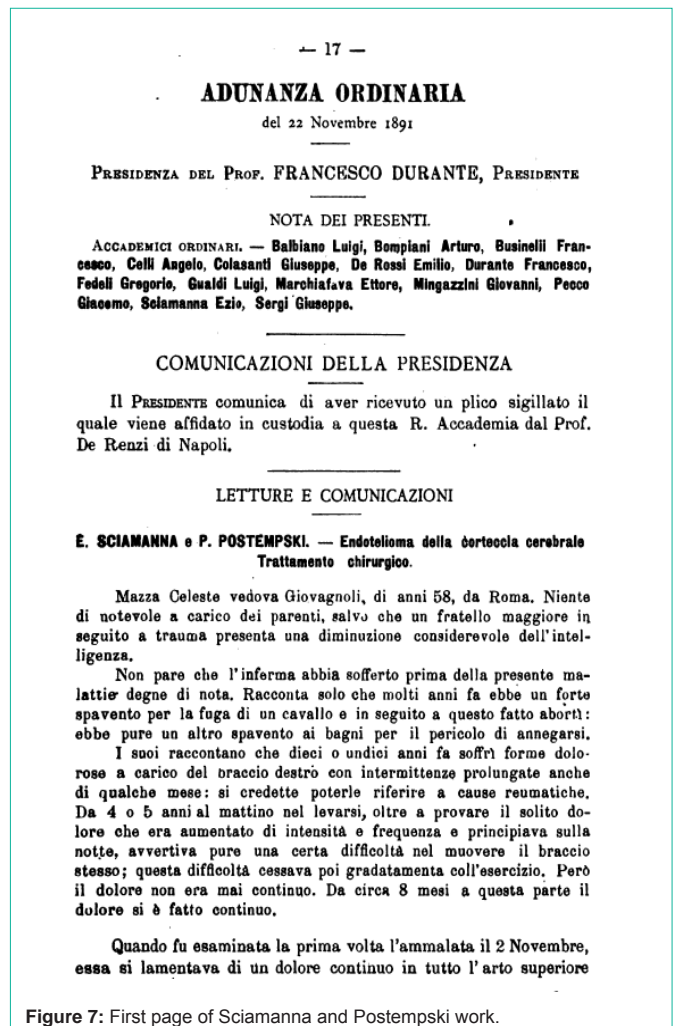 — 17 —
ADUNANZA ORDINARIA
del 22 Novembre 1891
PRESIDENZA DEL PROF. FRANCESCO DURANTE, PRESIDENTE
NOTA DEI PRESENTI.
ACCADEMICI ORDINARI. — Balbiano Luigi, Bompiani Arturo, Businelli Fran-
cesco, Celli Angelo, Colasanti Giuseppe, De Rossi Emilio, Durante Francesco,
Fedeli Gregorio, Gualdi Luigi, Marchiafava Ettore, Mingazzini Giovanni, Pecco
Giacomo, Sciamanna Ezio, Sergi Giuseppe.
COMUNICAZIONI DELLA PRESIDENZA
Il PRESIDENTE comunica di aver ricevuto un plico sigillato il
quale viene affidato in custodia a questa R. Accademia dal Prof.
De Renzi di Napoli.
LETTURE E COMUNICAZIONI
E. SCIAMANNA e P. POSTEMPSKI. — Endotelioma della corteccia cerebrale
Trattamento chirurgico.
Mazza Celeste vedova Giovagnoli, di anni 58, da Roma. Niente
di notevole a carico dei parenti, salvo che un fratello maggiore in
seguito a trauma presenta una diminuzione considerevole dell'intel-
ligenza.
Non pare che l'inferma abbia sofferto prima della presente ma-
lattie degne di nota. Racconta solo che molti anni fa ebbe un forte
spavento per la fuga di un cavallo e in seguito a questo fatto abortì:
ebbe pure un altro spavento ai bagni per il pericolo di annegarsi.
I suoi raccontano che dieci o undici anni fa soffrì forme dolo-
rose a carico del braccio destro con intermittenze prolungate anche
di qualche mese: si credette poterle riferire a cause reumatiche.
Da 4 o 5 anni al mattino nel levarsi, oltre a provare il solito do-
lore che era aumentato di intensità e frequenza e principiava sulla
notte, avvertiva pure una certa difficoltà nel muovere il braccio
stesso; questa difficoltà cessava poi gradatamenta coll'esercizio. Però
il dolore non era mai continuo. Da circa 8 mesi a questa parte il
dolore si è fatto continuo.
Quando fu esaminata la prima volta l'ammalata il 2 Novembre,
essa si lamentava di un dolore continuo in tutto l'arto superiore
Figure 7: First page of Sciamanna and Postempski work.